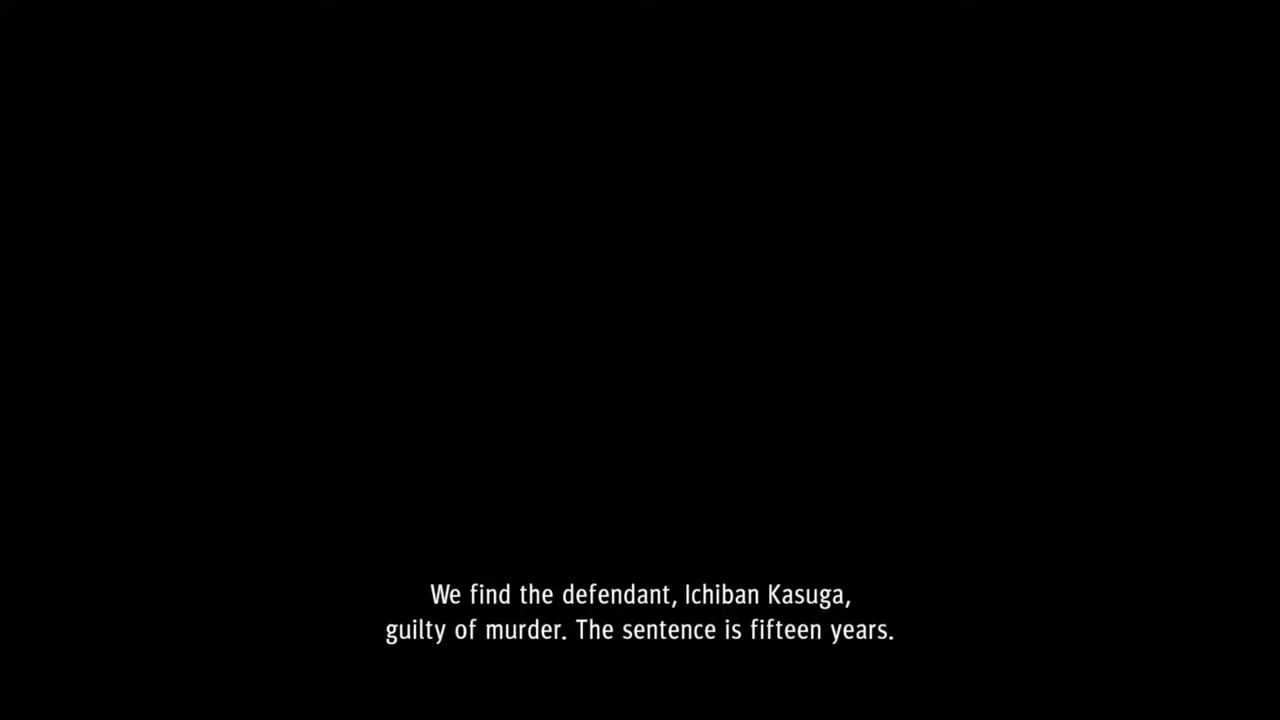 We find the defendant, Ichiban Kasuga,
guilty of murder. The sentence is fifteen years.